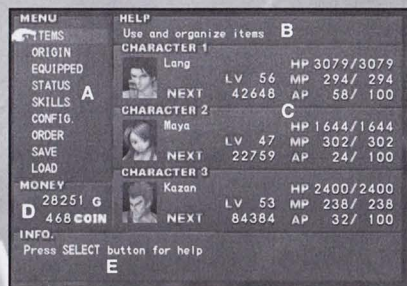 MENU
ITEMS
ORIGIN
EQUIPPED
STATUS
SKILLS
CONFIG.
ORDER
SAVE
LOAD
A
MONEY
28251 G
468 COIN
D
HELP
Use and organize items
B
CHARACTER 1
Lang
HP 3079/3079
LV 56 MP 294/ 294
NEXT 42648 AP 58/ 100
CHARACTER 2
C
Maya
HP 1644/1644
LV 47 MP 302/ 302
NEXT 22759 AP 24/ 100
CHARACTER 3
Kazan
HP 2400/2400
LV 53 MP 238/ 238
NEXT 84384 AP 32/ 100
INFO.
Press SELECT button for help
E